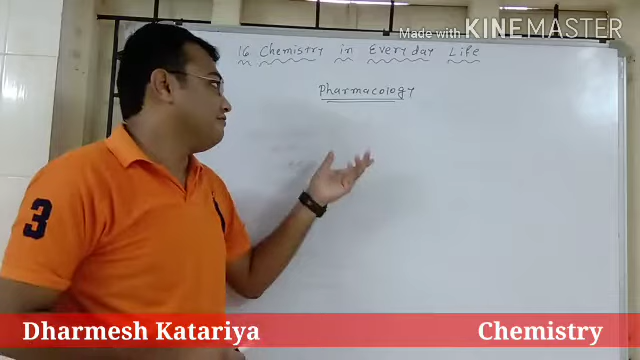 Made with KINEMASTER
16 Chemistry in Everyday Life
Pharmacology
3
Dharmesh Katariya Chemistry